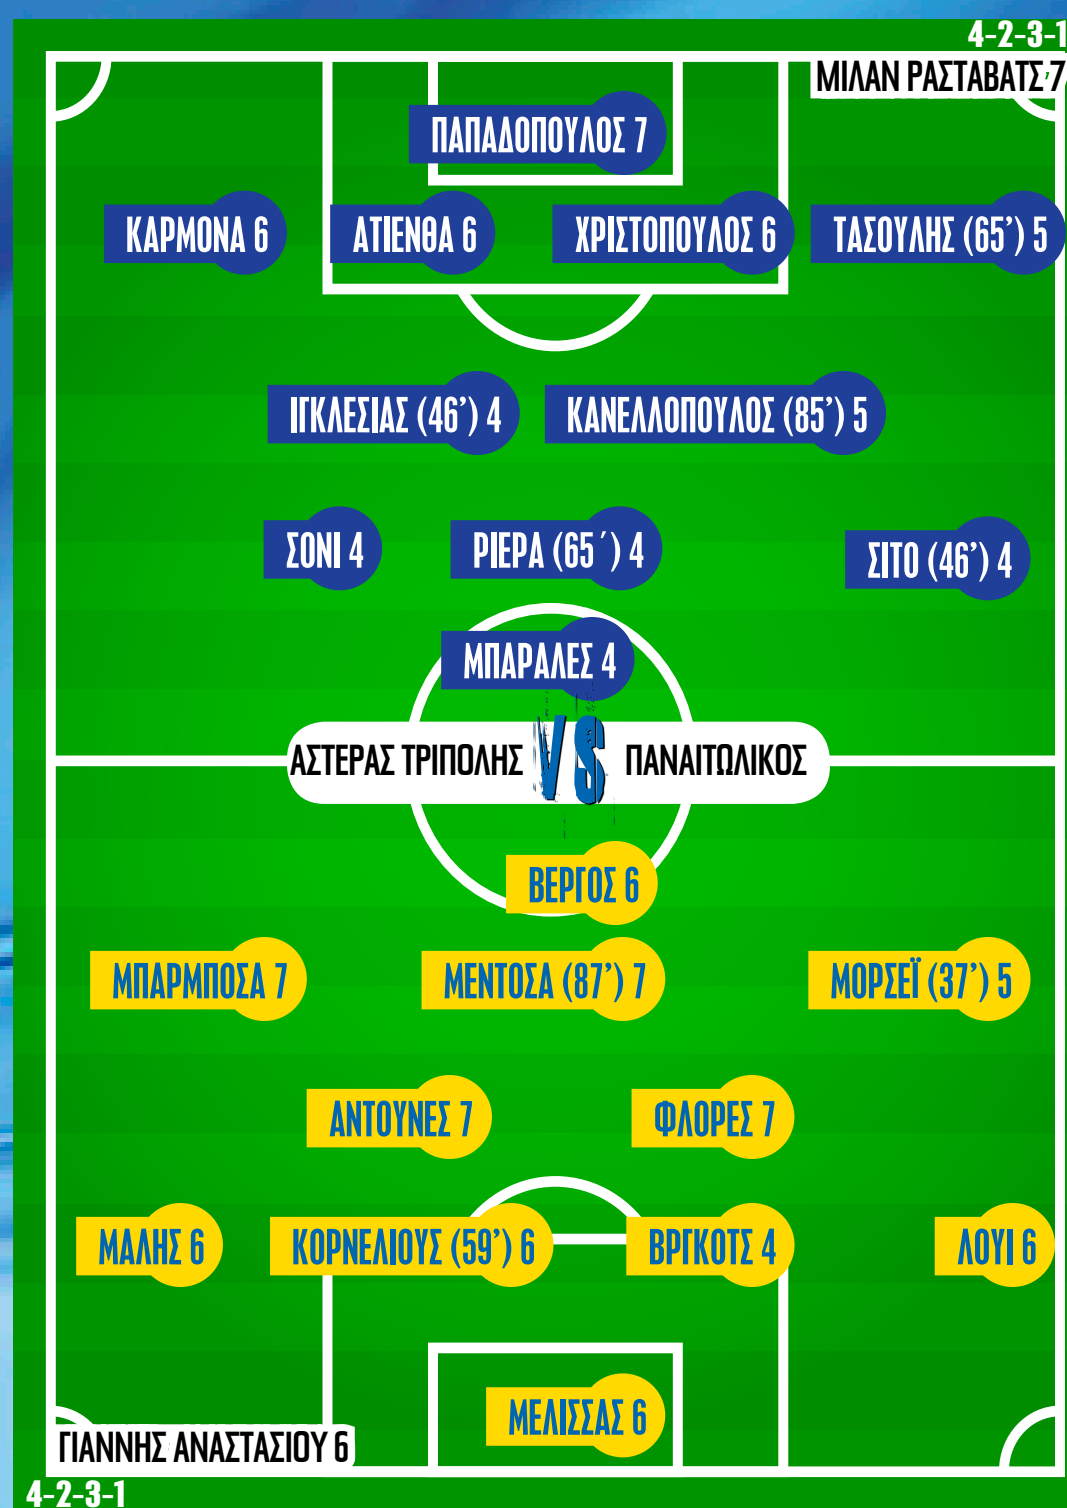 4-2-3-1
ΜΙΛΑΝ ΡΑΣΤΑΒΑΤΣ 7
ΠΑΠΑΔΟΠΟΥΛΟΣ 7
ΚΑΡΜΟΝΑ 6
ΑΤΙΕΝΘΑ 6
ΧΡΙΣΤΟΠΟΥΛΟΣ 6
ΤΑΣΟΥΛΗΣ (65’) 5
ΙΓΚΛΕΣΙΑΣ (46’) 4
ΚΑΝΕΛΛΟΠΟΥΛΟΣ (85’) 5
ΣΟΝΙ 4
ΡΙΕΡΑ (65΄) 4
ΣΙΤΟ (46’) 4
ΜΠΑΡΑΛΕΣ 4
ΑΣΤΕΡΑΣ ΤΡΙΠΟΛΗΣ VS ΠΑΝΑΙΤΩΛΙΚΟΣ
ΒΕΡΓΟΣ 6
ΜΠΑΡΜΠΟΣΑ 7
ΜΕΝΤΟΣΑ (87’) 7
ΜΟΡΣΕΪ (37’) 5
ΑΝΤΟΥΝΕΣ 7
ΦΛΟΡΕΣ 7
ΜΑΛΗΣ 6
ΚΟΡΝΕΛΙΟΥΣ (59’) 6
ΒΡΓΚΟΤΣ 4
ΛΟΥΙ 6
ΜΕΛΙΣΣΑΣ 6
ΓΙΑΝΝΗΣ ΑΝΑΣΤΑΣΙΟΥ 6
4-2-3-1